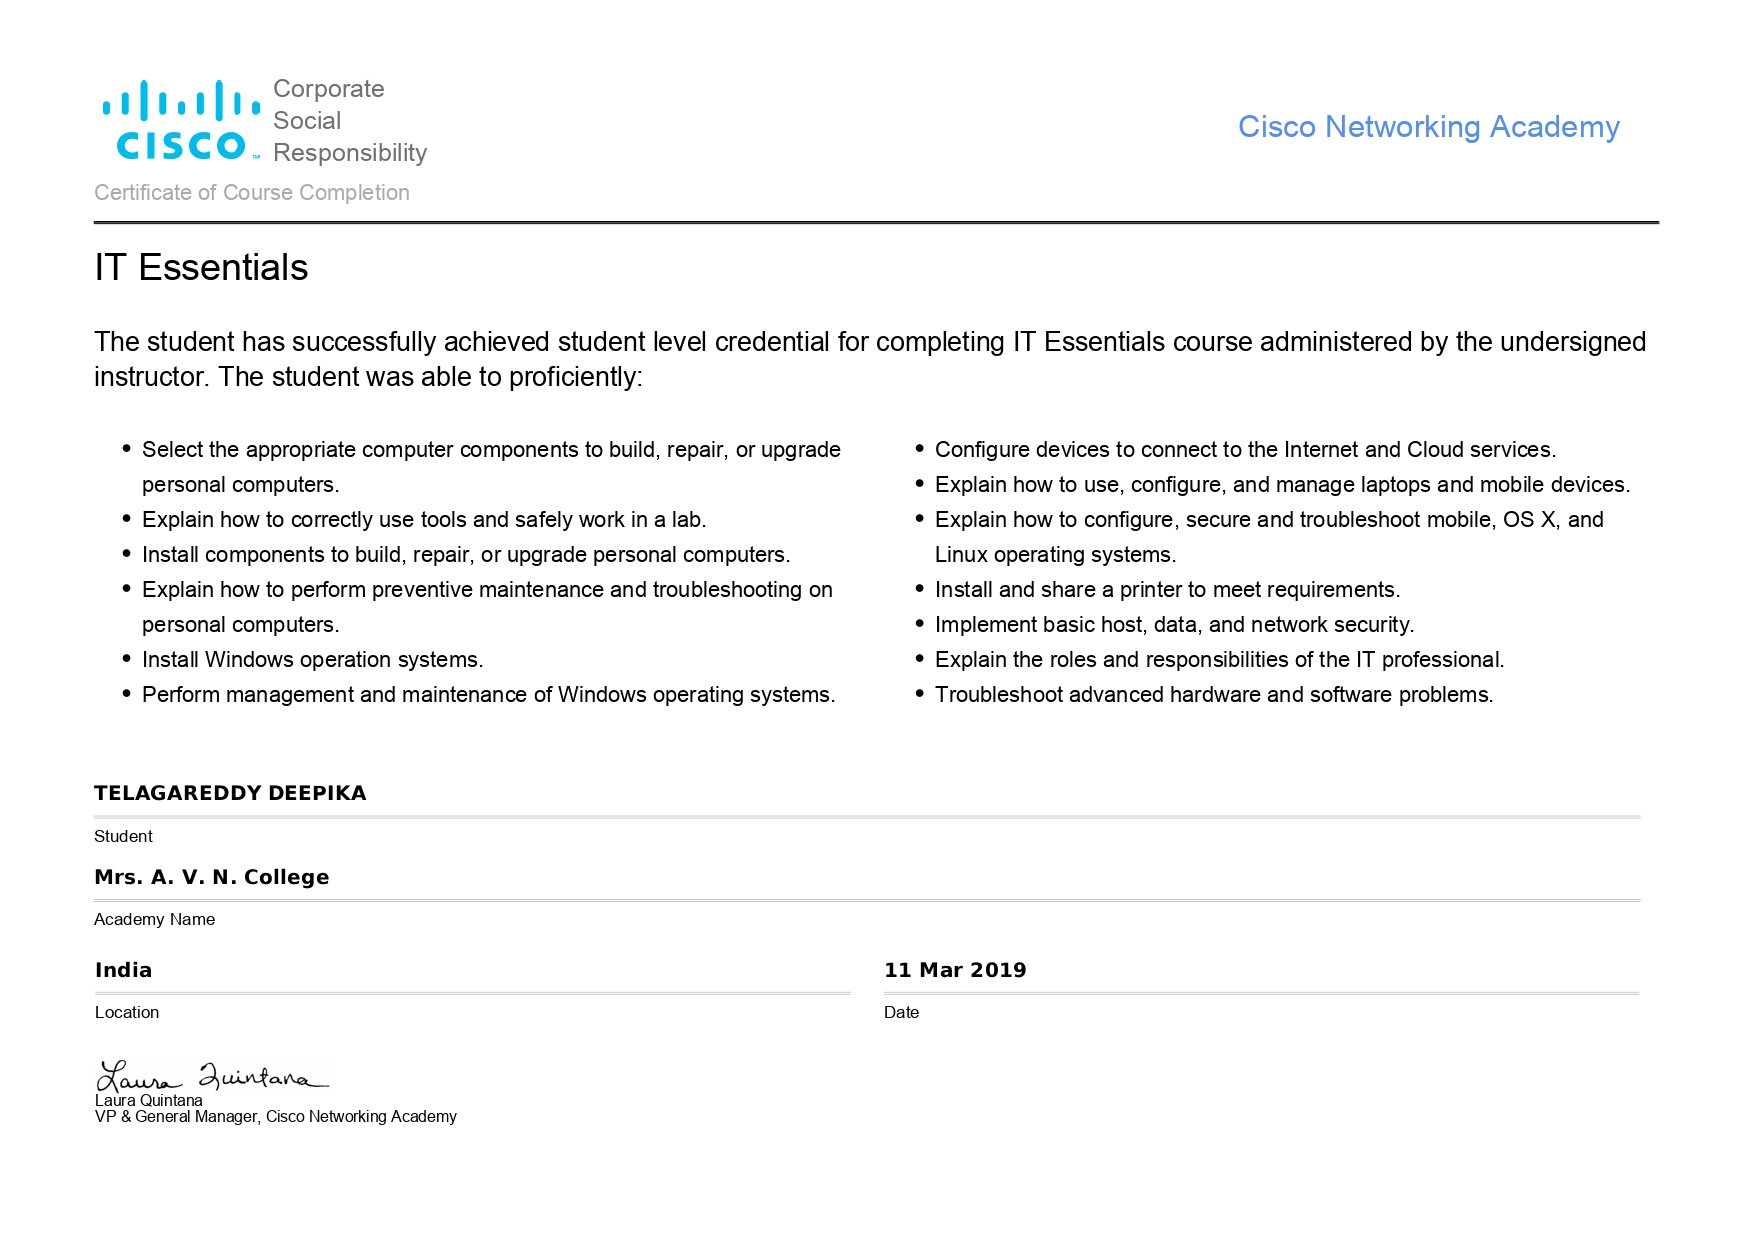 Corporate
Social
Responsibility
CISCO™
Cisco Networking Academy
Certificate of Course Completion
IT Essentials
The student has successfully achieved student level credential for completing IT Essentials course administered by the undersigned
instructor. The student was able to proficiently:
• Select the appropriate computer components to build, repair, or upgrade
personal computers.
• Explain how to correctly use tools and safely work in a lab.
• Install components to build, repair, or upgrade personal computers.
• Explain how to perform preventive maintenance and troubleshooting on
personal computers.
• Install Windows operation systems.
• Perform management and maintenance of Windows operating systems.
• Configure devices to connect to the Internet and Cloud services.
• Explain how to use, configure, and manage laptops and mobile devices.
• Explain how to configure, secure and troubleshoot mobile, OS X, and
Linux operating systems.
• Install and share a printer to meet requirements.
• Implement basic host, data, and network security.
• Explain the roles and responsibilities of the IT professional.
• Troubleshoot advanced hardware and software problems.
TELAGAREDDY DEEPIKA
Student
Mrs. A. V. N. College
Academy Name
India
Location
11 Mar 2019
Date
Laura Quintana
Laura Quintana
VP & General Manager, Cisco Networking Academy